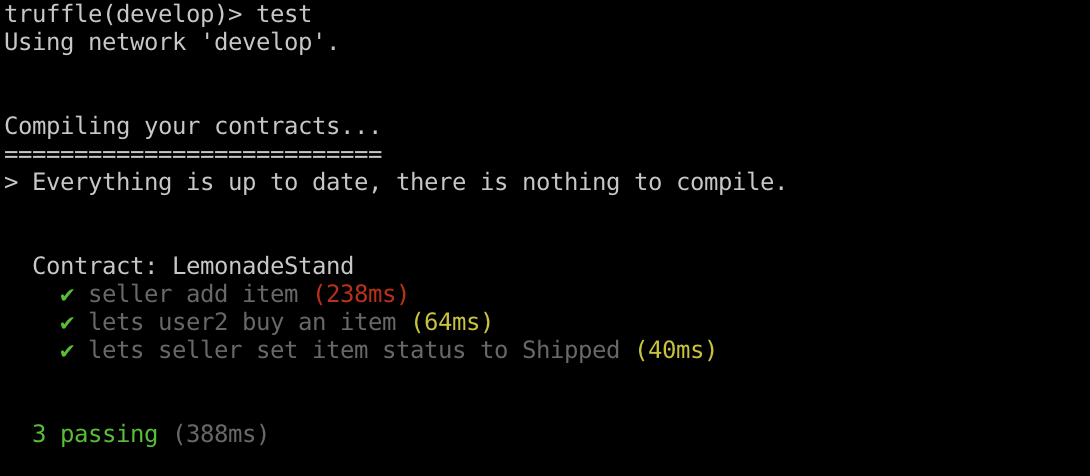 truffle(develop)> test
Using network 'develop'.
Compiling your contracts...
===========================
> Everything is up to date, there is nothing to compile.
Contract: LemonadeStand
✔ seller add item (238ms)
✔ lets user2 buy an item (64ms)
✔ lets seller set item status to Shipped (40ms)
3 passing (388ms)